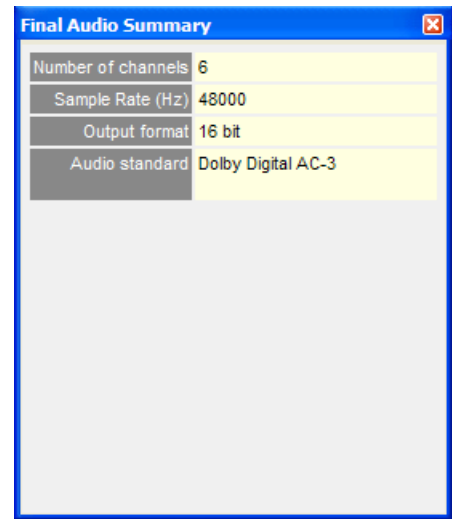 Final Audio Summary
Number of channels 6
Sample Rate (Hz) 48000
Output format 16 bit
Audio standard Dolby Digital AC-3